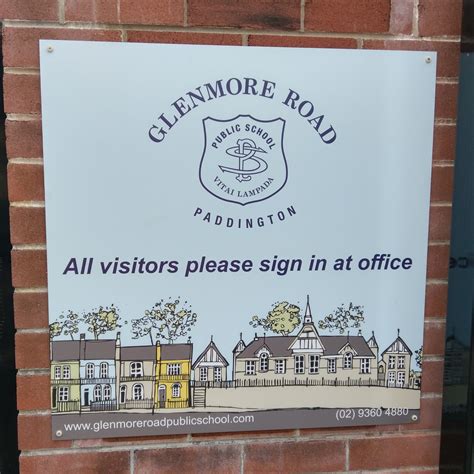 GLENMORE ROAD
PUBLIC SCHOOL
VITAI LAMPADA
PADDINGTON
All visitors please sign in at office
www.glenmoreroadpublicschool.com
(02) 9360 4880